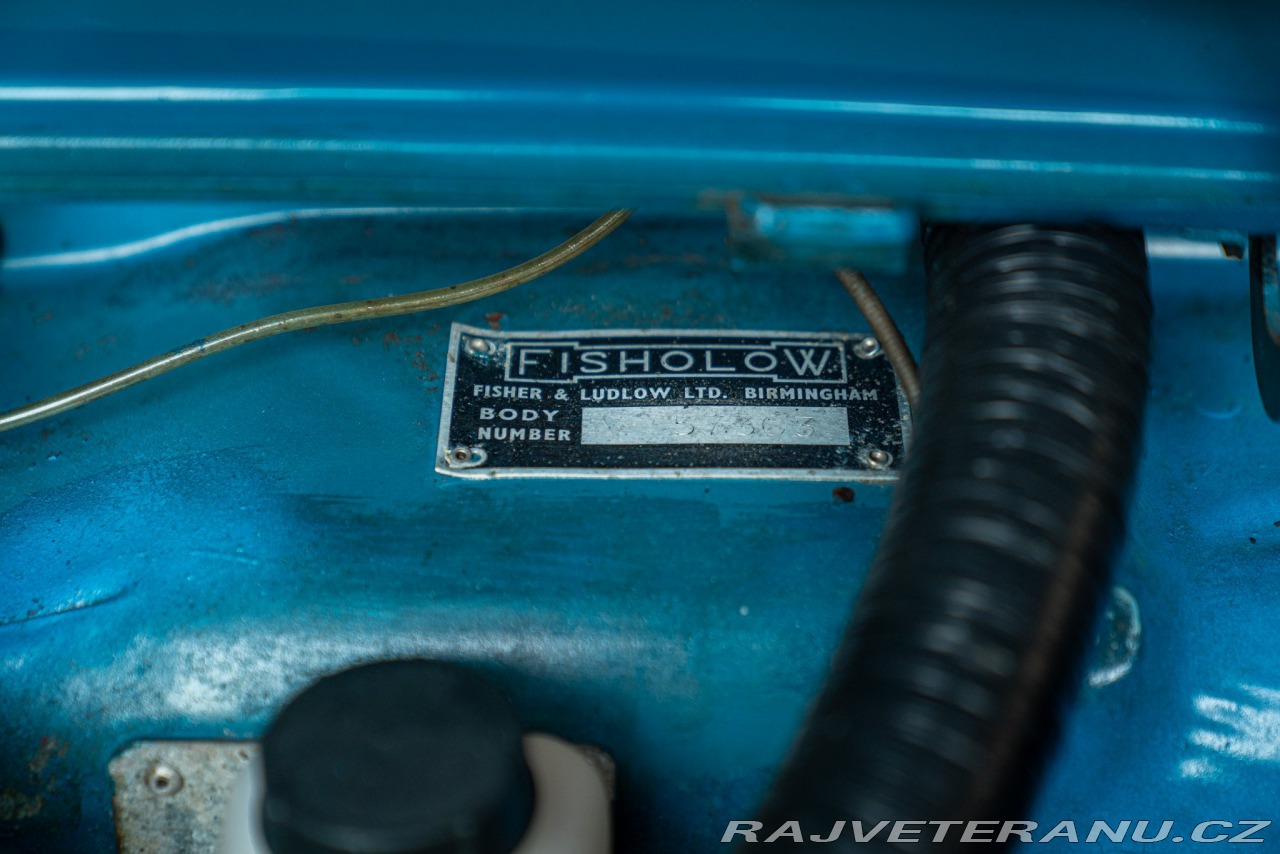 FISHOLOW
FISHER & LUDLOW LTD. BIRMINGHAM
BODY
NUMBER
RAJVETERANU.CZ